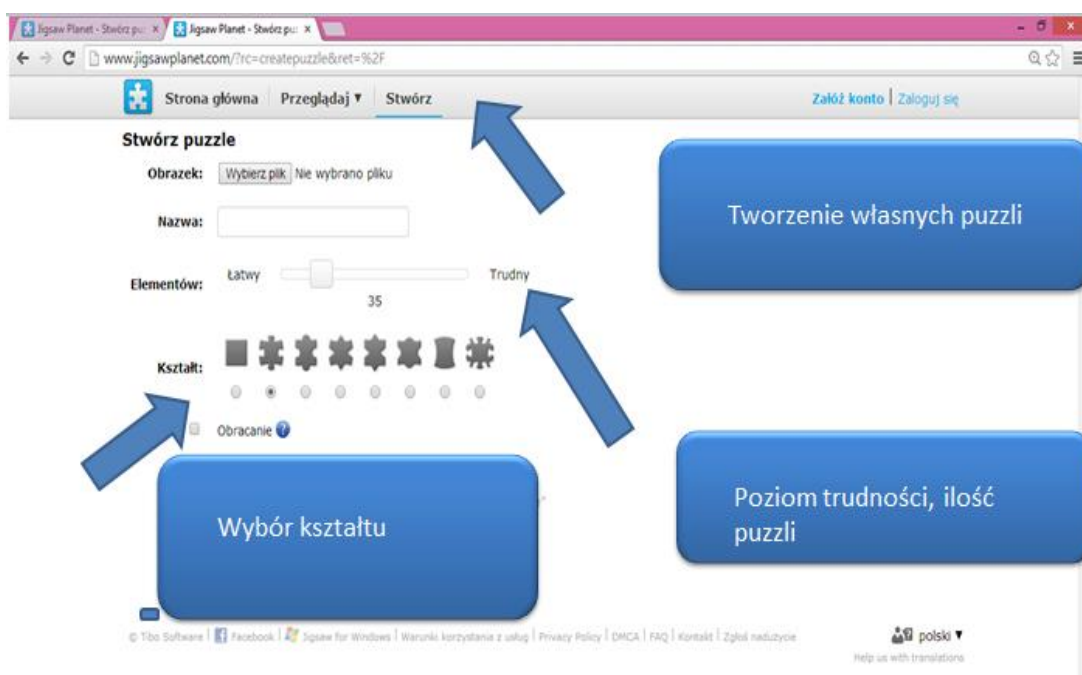 Jigsaw Planet - Stwórz pu: x Jigsaw Planet - Stwórz pu: x
www.jigsawplanet.com/?rc=createpuzzle&ret=%2F
Strona główna Przeglądaj ▼ Stwórz Załóż konto | Zaloguj się
Stwórz puzzle
Obrazek: Wybierz plik Nie wybrano pliku
Tworzenie własnych puzzli
Nazwa:
Elementów: Łatwy Trudny
35
Kształt:
Obracanie ?
Wybór kształtu
Poziom trudności, ilość
puzzli
© Tibo Software | Facebook | Jigsaw for Windows | Warunki korzystania z usług | Privacy Policy | DMCA | FAQ | Kontakt | Zgłoś nadużycie polski ▼
Help us with translations